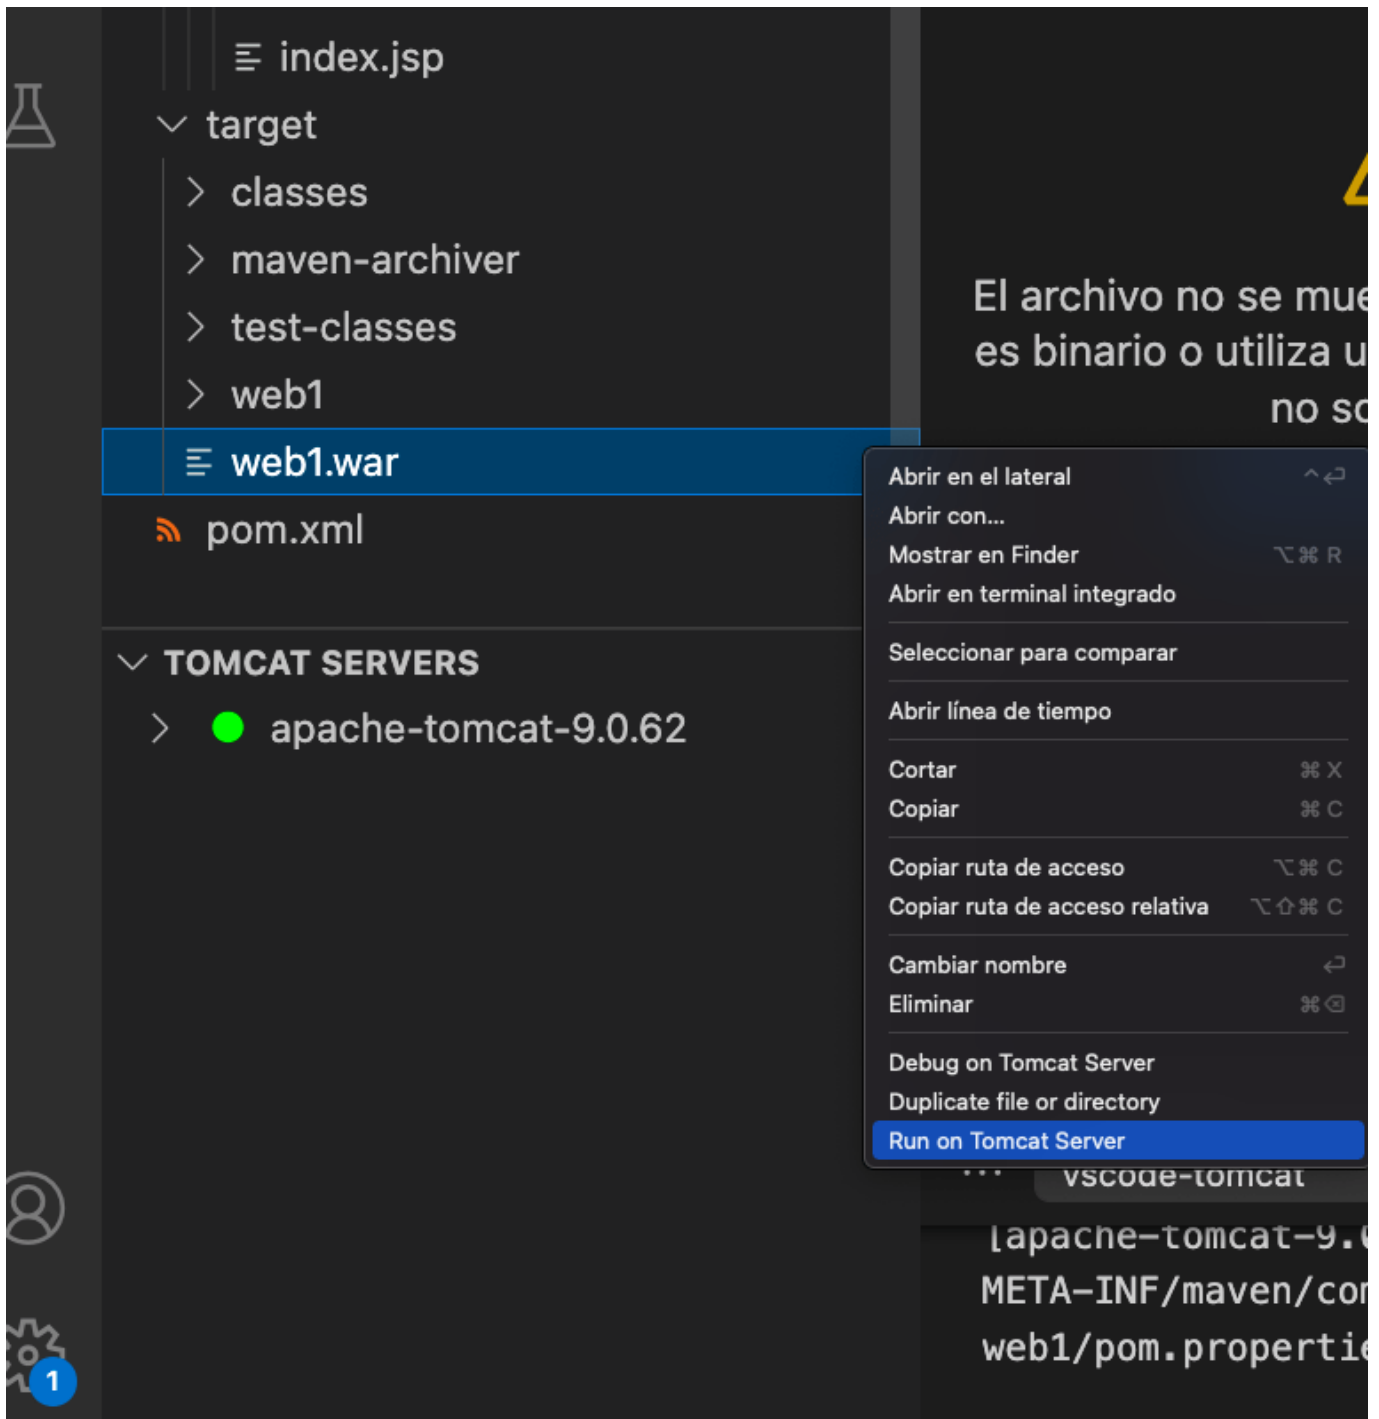 index.jsp
target
classes
maven-archiver
test-classes
web1
web1.war
pom.xml
TOMCAT SERVERS
apache-tomcat-9.0.62
1
El archivo no se
es binario o utiliza
no
Abrir en el lateral ^↩
Abrir con...
Mostrar en Finder ⌥⌘ R
Abrir en terminal integrado
Seleccionar para comparar
Abrir línea de tiempo
Cortar ⌘ X
Copiar ⌘ C
Copiar ruta de acceso ⌥⌘ C
Copiar ruta de acceso relativa ⌥⇧⌘ C
Cambiar nombre ↩
Eliminar ⌘⌫
Debug on Tomcat Server
Duplicate file or directory
Run on Tomcat Server
vscode-tomcat
[apache-tomcat-9.
META-INF/maven/
web1/pom.